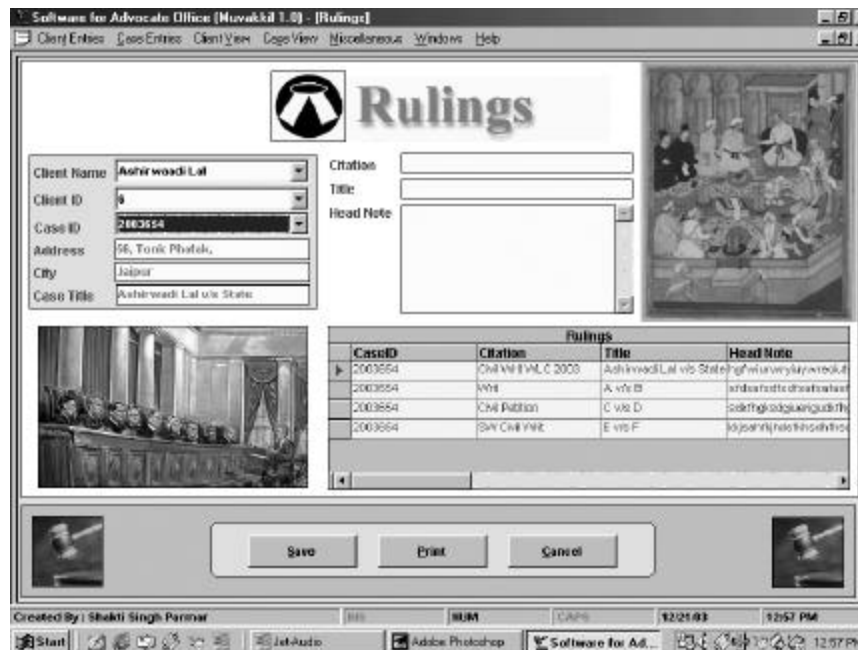 Software for Advocate Office (Muvakkil 1.0) - [Rulings]
Client Entries Case Entries Client View Case View Miscellaneous Windows Help
Rulings
Client Name Ashirwaadi Lal
Client ID 6
Case ID 2003654
Address 56, Tonk Phatak,
City Jaipur
Case Title Ashirwadi Lal v/s State
Citation
Title
Head Note
Rulings
CaseID Citation Title Head Note
2003654 Civil Writ WLC 2003 Ashirwadi Lal v/s State
2003654 Writ A v/s B
2003654 Civil Petition C v/s D
2003654 SW Civil Writ E v/s F
Save Print Cancel
Created By : Shakti Singh Parmar INS NUM CAPS 12/21/03 12:57 PM
Start Jet-Audio Adobe Photoshop Software for Ad... 12:57 PM